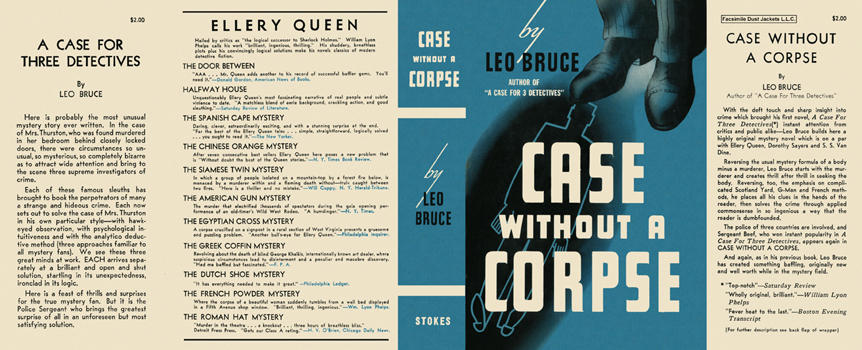 $2.00
A CASE FOR
THREE DETECTIVES
By
LEO BRUCE
Here is probably the most unusual
mystery story ever written. In the case
of Mrs. Thurston, who was found murdered
in her bedroom behind closely locked
doors, there were circumstances so un-
usual, so mysterious, so completely bizarre
as to attract wide attention and bring to
the scene three supreme investigators of
crime.
Each of these famous sleuths has
brought to book the perpetrators of many
a strange and hideous crime. Each now
sets out to solve the case of Mrs. Thurston
in his own particular style—with hawk-
eyed observation, with psychological in-
tuitiveness and with the analytico deduc-
tive method (three approaches familiar to
all mystery fans). We see these three
great minds at work. EACH arrives sepa-
rately at a brilliant and open and shut
solution, startling in its unexpectedness,
ironclad in its logic.
Here is a feast of thrills and surprises
for the true mystery fan. But it is the
Police Sergeant who brings the greatest
surprise of all in an unforeseen but most
satisfying solution.
ELLERY QUEEN
Hailed by critics as "the logical successor to Sherlock Holmes." William Lyon
Phelps calls his work "brilliant, ingenious, thrilling." His shuddery, breathless
plots plus his convincingly logical solutions make his novels classics of modern
detective fiction.
THE DOOR BETWEEN
"AAA . . . Mr. Queen adds another to his record of successful baffler gems. You'll
need it."—Donald Gordon, American News of Books.
HALFWAY HOUSE
Unquestionably Ellery Queen's most fascinating narrative of real people and subtle
violence to date. "A matchless blend of eerie background, crackling action, and good
sleuthing."—Saturday Review of Literature.
THE SPANISH CAPE MYSTERY
Daring, clever, extraordinarily exciting, and with a stunning surprise at the end.
"For the best of the Ellery Queen tales . . . simple, straightforward, logically solved
. . . you ought to read it."—The New Yorker.
THE CHINESE ORANGE MYSTERY
After seven consecutive best sellers Ellery Queen here poses a new problem that
is "Without doubt the best of the Queen stories."—N. Y. Times Book Review.
THE SIAMESE TWIN MYSTERY
In which a group of people isolated on a mountain-top by a forest fire below, is
menaced by a murderer within and a flaming death without—truly caught between
two fires. "Here is a thriller and no mistake."—Will Cuppy, N. Y. Herald-Tribune.
THE AMERICAN GUN MYSTERY
The murder that electrified thousands of spectators during the gala opening per-
formance of an old-timer's Wild West Rodeo. "A humdinger."—N. Y. Times.
THE EGYPTIAN CROSS MYSTERY
A corpse crucified on a signpost in a rural section of West Virginia presents a gruesome
and puzzling problem. "Another bull's-eye for Ellery Queen."—Philadelphia Inquirer.
THE GREEK COFFIN MYSTERY
Revolving about the death of blind Georg Khalkis, internationally known art dealer, where
suspicious circumstances lead to disinterment and a peculiar and macabre discovery.
"Had me baffled but fascinated."—F. P. A.
THE DUTCH SHOE MYSTERY
"It has everything needed to make it great."—Philadelphia Ledger.
THE FRENCH POWDER MYSTERY
Where the corpse of a beautiful woman suddenly tumbles from a wall bed displayed
in a Fifth Avenue shop window. "Brilliant, thrilling, ingenious."—Wm. Lyon Phelps.
THE ROMAN HAT MYSTERY
"Murder in the theatre . . . a knockout . . . three hours of breathless bliss."
Detroit Free Press. "Gets our Class A rating."—H. V. O'Brien, Chicago Daily News.
CASE
WITHOUT A
CORPSE
by
LEO
BRUCE
STOKES
by
LEO BRUCE
AUTHOR OF
"A CASE FOR 3 DETECTIVES"
CASE
WITHOUT A
CORPSE
Facsimile Dust Jackets L.L.C.
$2.00
CASE WITHOUT
A CORPSE
By
LEO BRUCE
Author of "A Case For Three Detectives"
With the deft touch and sharp insight into
crime which brought his first novel, A Case For
Three Detectives(*) instant attention from
critics and public alike—Leo Bruce builds here a
highly original mystery novel which is on a par
with Ellery Queen, Dorothy Sayers and S. S. Van
Dine.
Reversing the usual mystery formula of a body
minus a murderer, Leo Bruce starts with the mur-
derer and creates thrill after thrill in seeking the
body. Reversing, too, the emphasis on compli-
cated Scotland Yard, G-Man and French meth-
ods, he places all his clues in the hands of the
reader, then solves the crime through applied
commonsense in so ingenious a way that the
reader is dumbfounded.
The police of three countries are involved, and
Sergeant Beef, who won instant popularity in A
Case For Three Detectives, appears again in
CASE WITHOUT A CORPSE.
And again, as in his previous book, Leo Bruce
has created something baffling, originally new
and well worth while in the mystery field.
* "Top-notch"—Saturday Review
"Wholly original, brilliant."—William Lyon
Phelps
"Fever heat to the last."—Boston Evening
Transcript
(For further description see back flap of wrapper)